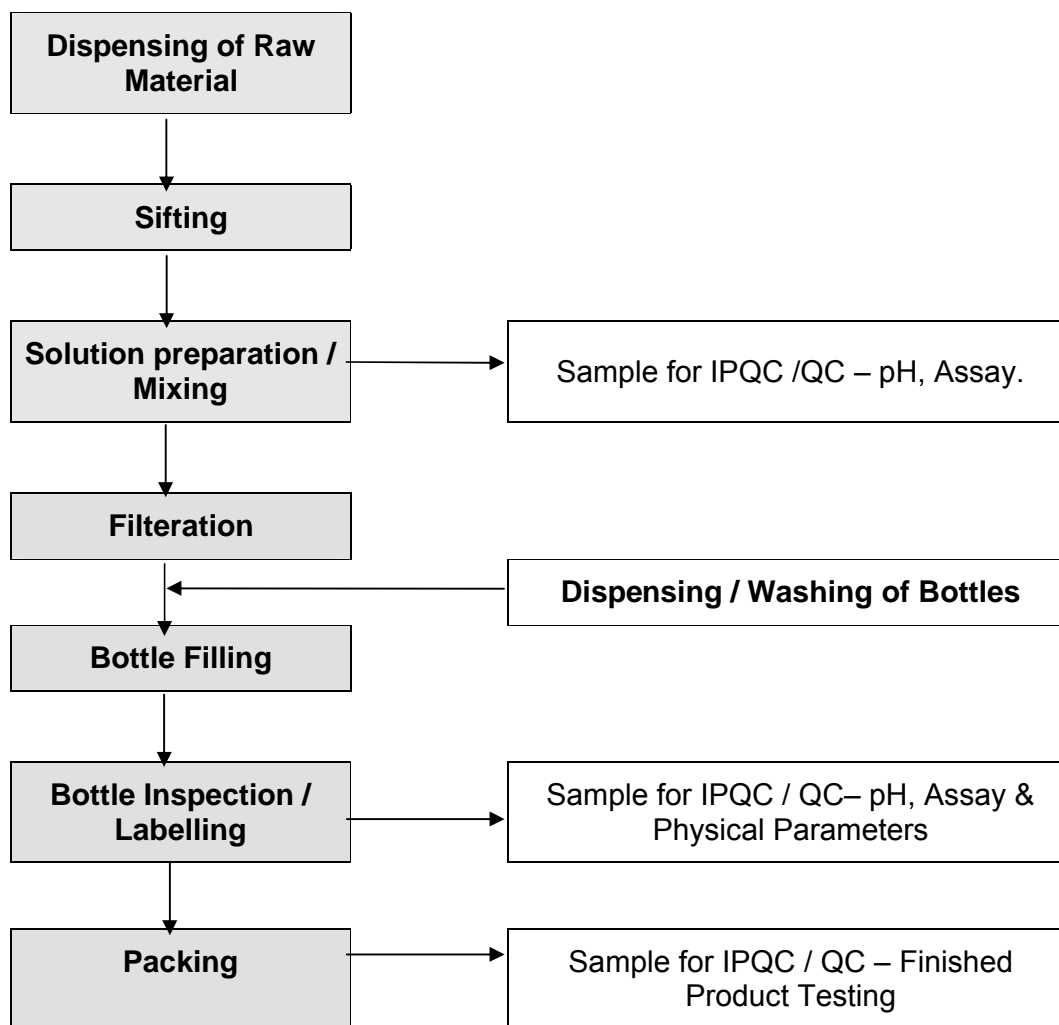 Dispensing of Raw
Material
Sifting
Solution preparation /
Mixing
Sample for IPQC /QC – pH, Assay.
Filteration
Dispensing / Washing of Bottles
Bottle Filling
Bottle Inspection /
Labelling
Sample for IPQC / QC– pH, Assay &
Physical Parameters
Packing
Sample for IPQC / QC – Finished
Product Testing